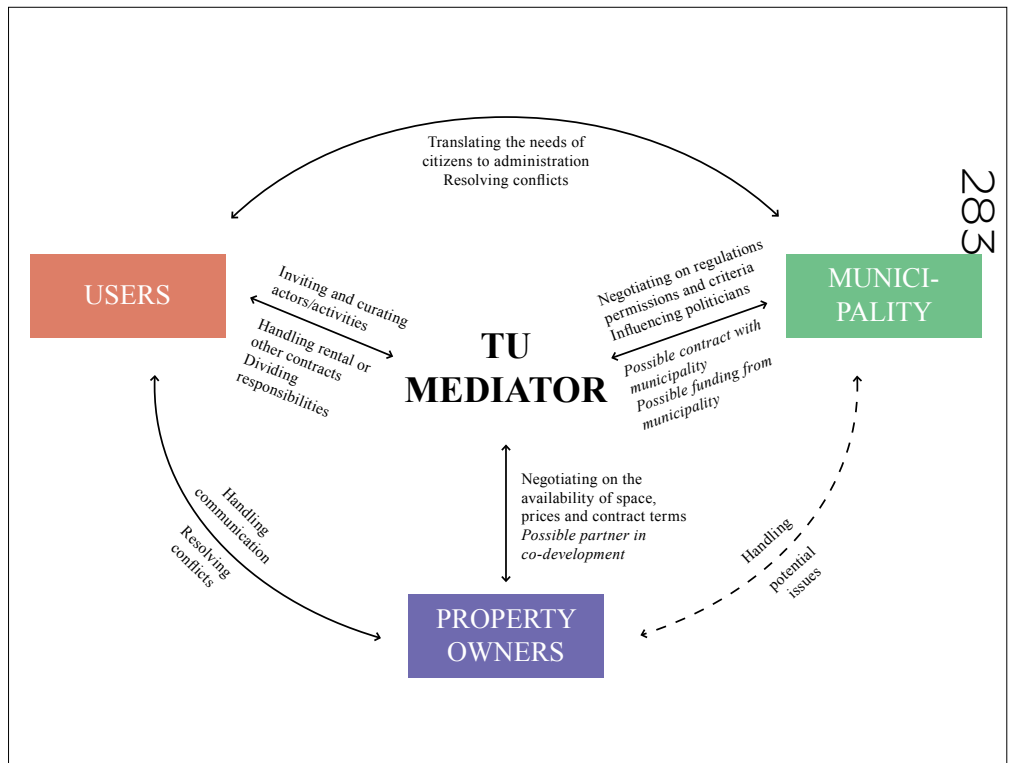 Translating the needs of
citizens to administration
Resolving conflicts
283
USERS
Inviting and curating
actors/activities
Handling rental or
other contracts
Dividing
responsibilities
TU
MEDIATOR
Negotiating on regulations
permissions and criteria
Influencing politicians
Possible contract with
municipality
Possible funding from
municipality
MUNICI-
PALITY
Handling
communication
Resolving
conflicts
Negotiating on the
availability of space,
prices and contract terms
Possible partner in
co-development
Handling
potential
issues
PROPERTY
OWNERS